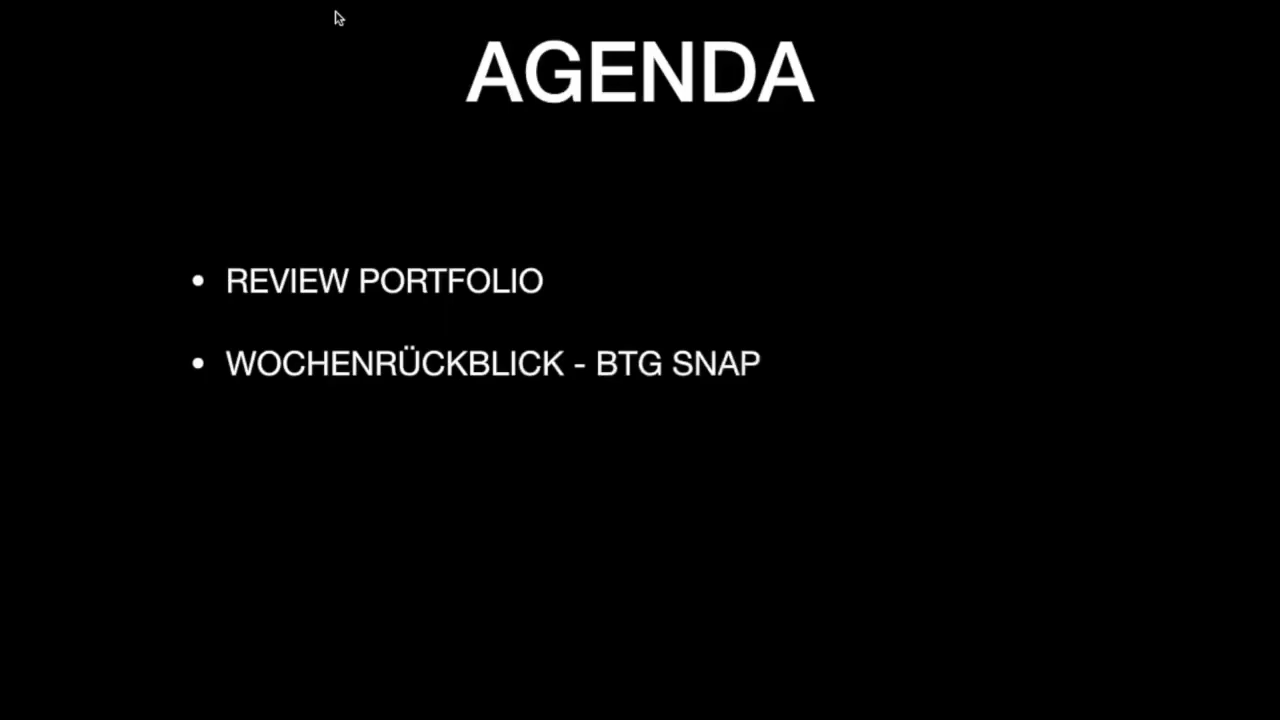 AGENDA
• REVIEW PORTFOLIO
• WOCHENRÜCKBLICK - BTG SNAP